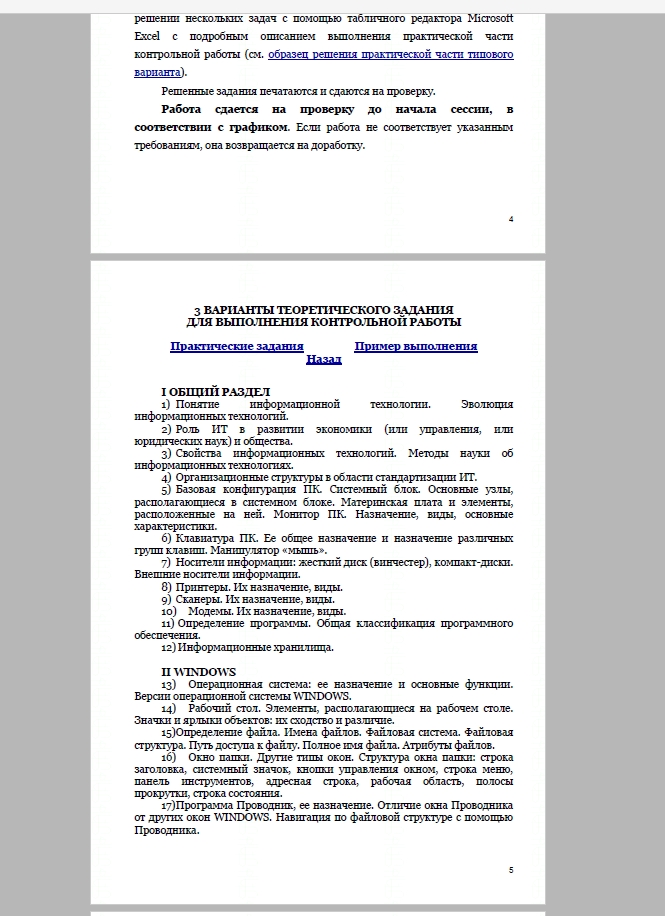 решении нескольких задач с помощью табличного редактора Microsoft
Excel с подробным описанием выполнения практической части
контрольной работы (см. образец решения практической части типового
варианта).
Решенные задания печатаются и сдаются на проверку.
Работа сдается на проверку до начала сессии, в
соответствии с графиком. Если работа не соответствует указанным
требованиям, она возвращается на доработку.
4
3 ВАРИАНТЫ ТЕОРЕТИЧЕСКОГО ЗАДАНИЯ
ДЛЯ ВЫПОЛНЕНИЯ КОНТРОЛЬНОЙ РАБОТЫ
Практические задания Пример выполнения
Назад
I ОБЩИЙ РАЗДЕЛ
1) Понятие информационной технологии. Эволюция
информационных технологий.
2) Роль ИТ в развитии экономики (или управления, или
юридических наук) и общества.
3) Свойства информационных технологий. Методы науки об
информационных технологиях.
4) Организационные структуры в области стандартизации ИТ.
5) Базовая конфигурация ПК. Системный блок. Основные узлы,
располагающиеся в системном блоке. Материнская плата и элементы,
расположенные на ней. Монитор ПК. Назначение, виды, основные
характеристики.
6) Клавиатура ПК. Ее общее назначение и назначение различных
групп клавиш. Манипулятор «мышь».
7) Носители информации: жесткий диск (винчестер), компакт-диски.
Внешние носители информации.
8) Принтеры. Их назначение, виды.
9) Сканеры. Их назначение, виды.
10) Модемы. Их назначение, виды.
11) Определение программы. Общая классификация программного
обеспечения.
12) Информационные хранилища.
II WINDOWS
13) Операционная система: ее назначение и основные функции.
Версии операционной системы WINDOWS.
14) Рабочий стол. Элементы, располагающиеся на рабочем столе.
Значки и ярлыки объектов: их сходство и различие.
15)Определение файла. Имена файлов. Файловая система. Файловая
структура. Путь доступа к файлу. Полное имя файла. Атрибуты файлов.
16) Окно папки. Другие типы окон. Структура окна папки: строка
заголовка, системный значок, кнопки управления окном, строка меню,
панель инструментов, адресная строка, рабочая область, полосы
прокрутки, строка состояния.
17)Программа Проводник, ее назначение. Отличие окна Проводника
от других окон WINDOWS. Навигация по файловой структуре с помощью
Проводника.
5